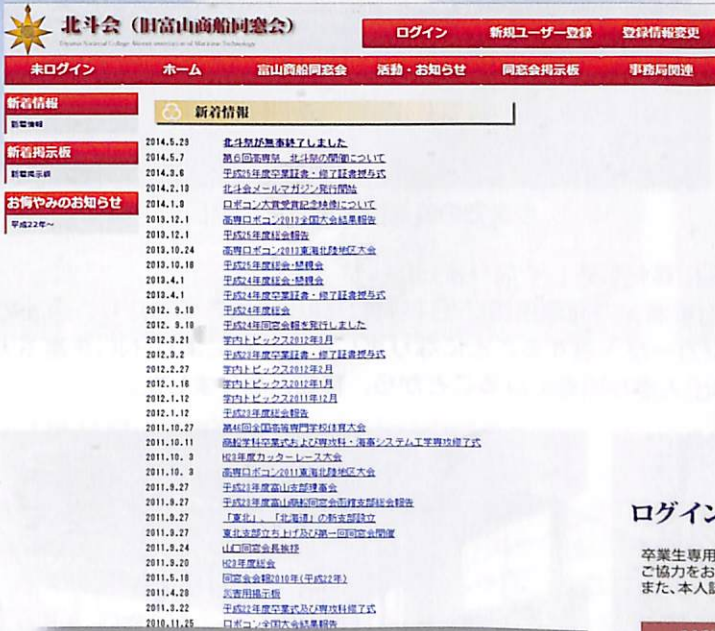 北斗会（旧富山商船同窓会）
ログイン 新規ユーザー登録 登録情報変更
未ログイン ホーム 富山商船同窓会 活動・お知らせ 同窓会掲示板 事務局関連
新着情報
新着情報
新着掲示板
新着掲示板
お悔やみのお知らせ
平成22年～
新着情報
2014.5.29 北斗祭が無事終了しました
2014.5.7 第6回高専祭 北斗祭の開催について
2014.3.6 平成25年度卒業証書・修了証書授与式
2014.2.10 北斗会メールマガジン発行開始
2014.1.8 ロボコン大賞受賞記念映像について
2013.12.1 高専ロボコン2013全国大会結果報告
2013.12.1 平成25年度総会報告
2013.10.24 高専ロボコン2013東海北陸地区大会
2013.10.18 平成25年度総会・懇親会
2013.4.1 平成24年度総会・懇親会
2013.4.1 平成24年度卒業証書・修了証書授与式
2012. 9.10 平成24年度総会
2012. 9.10 平成24年同窓会報を発行しました
2012.3.21 学内トピックス2012年3月
2012.3.2 平成23年度卒業証書・修了証書授与式
2012.2.27 学内トピックス2012年2月
2012.1.16 学内トピックス2012年1月
2012.1.12 学内トピックス2011年12月
2012.1.12 平成23年度総会報告
2011.10.27 第46回全国高等専門学校体育大会
2011.10.11 商船学科卒業式および専攻科・海事システム工学専攻修了式
2011.10. 3 H23年度カッターレース大会
2011.10. 3 高専ロボコン2011東海北陸地区大会
2011.9.27 平成23年度富山支部理事会
2011.9.27 平成23年度富山商船同窓会函館支部総会報告
2011.9.27 「東北」、「北海道」の新支部設立
2011.9.27 東北支部立ち上げ及び第一回同窓会開催
2011.9.24 山口同窓会長挨拶
2011.9.20 H23年度総会
2011.5.18 同窓会会報2010年(平成22年)
2011.4.28 災害用掲示板
2011.3.22 平成22年度卒業式及び専攻科修了式
2010.11.25 ロボコン全国大会結果報告
ログイン
卒業生専用
ご協力をお
また、本人認